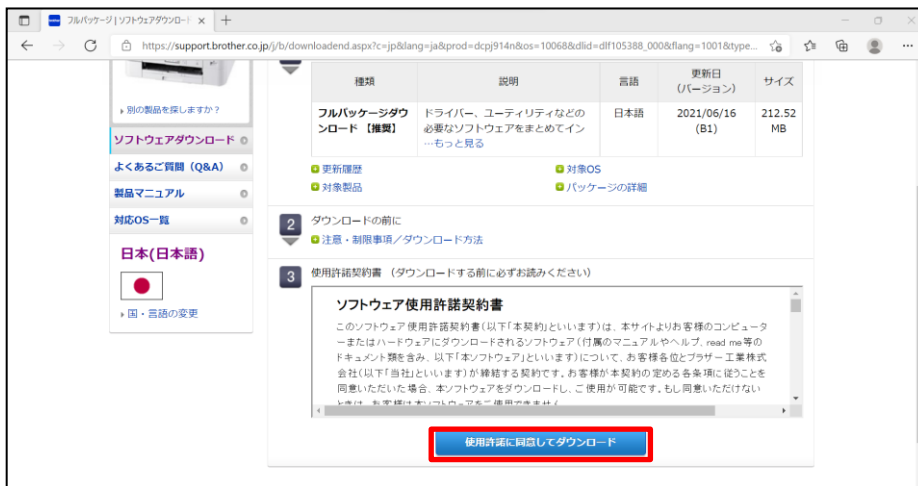 brother フルパッケージ | ソフトウェアダウンロード
https://support.brother.co.jp/j/b/downloadend.aspx?c=jp&lang=ja&prod=dcpj914n&os=10068&dlid=dlf105388_000&flang=1001&type...
別の製品を探しますか?
ソフトウェアダウンロード
よくあるご質問(Q&A)
製品マニュアル
対応OS一覧
日本(日本語)
国・言語の変更
種類 説明 言語 更新日 サイズ
(バージョン)
フルパッケージダウ ドライバー、ユーティリティなどの 日本語 2021/06/16 212.52
ンロード 【推奨】 必要なソフトウェアをまとめてイン (B1) MB
…もっと見る
更新履歴 対象OS
対象製品 パッケージの詳細
2 ダウンロードの前に
注意・制限事項/ダウンロード方法
3 使用許諾契約書 (ダウンロードする前に必ずお読みください)
ソフトウェア使用許諾契約書
このソフトウェア使用許諾契約書(以下「本契約」といいます)は、本サイトよりお客様のコンピュータ
ーまたはハードウェアにダウンロードされるソフトウェア(付属のマニュアルやヘルプ、read me等の
ドキュメント類を含み、以下「本ソフトウェア」といいます)について、お客様各位とブラザー工業株式
会社(以下「当社」といいます)が締結する契約です。お客様が本契約の定める各条項に従うことを
同意いただいた場合、本ソフトウェアをダウンロードし、ご使用が可能です。もし同意いただけない
ときは、お客様は本ソフトウェアをご使用できません
使用許諾に同意してダウンロード